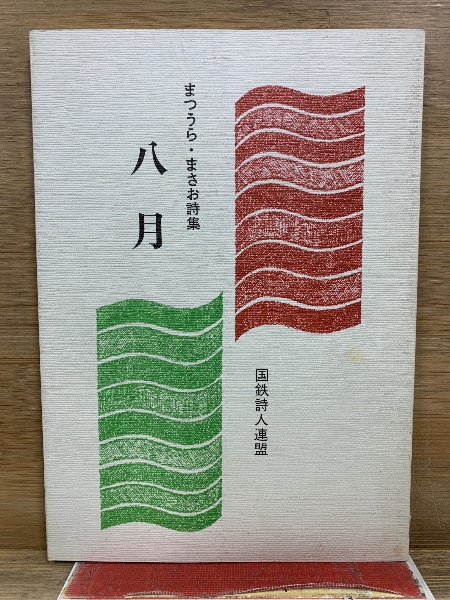 まつうら・まさお詩集
八月
国鉄詩人連盟